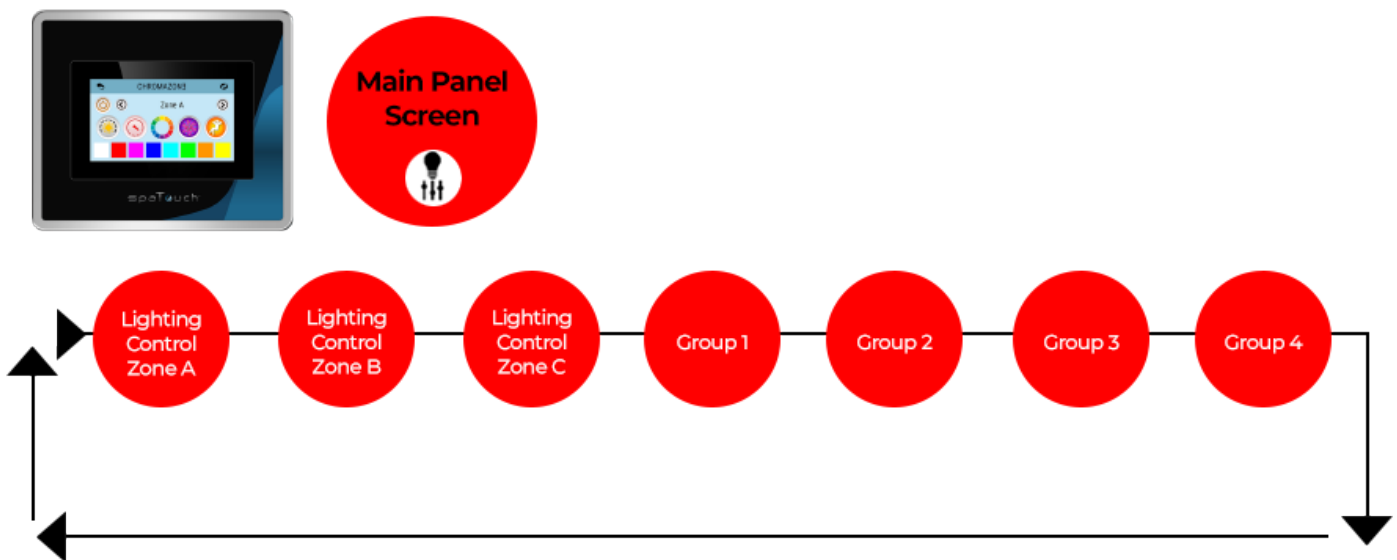 CHROMAZONE
Zone A
spaTouch
Main Panel
Screen
Lighting
Control
Zone A
Lighting
Control
Zone B
Lighting
Control
Zone C
Group 1
Group 2
Group 3
Group 4